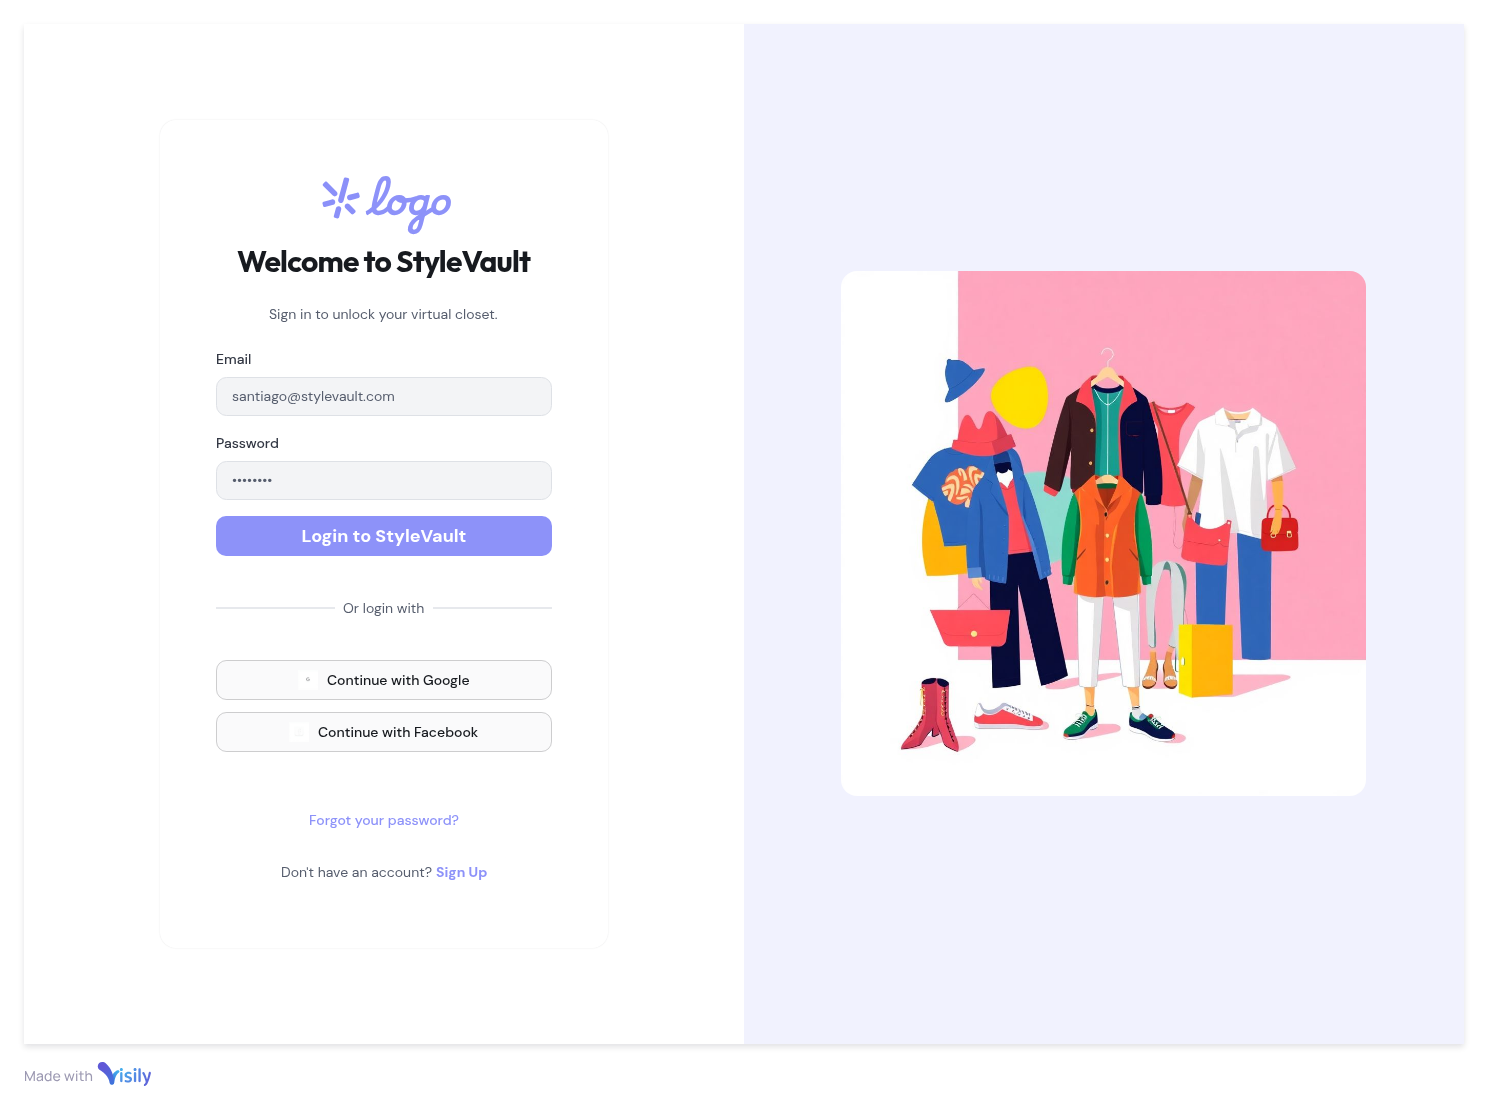 logo
Welcome to StyleVault
Sign in to unlock your virtual closet.
Email
santiago@stylevault.com
Password
••••••••
Login to StyleVault
Or login with
Continue with Google
Continue with Facebook
Forgot your password?
Don't have an account? Sign Up
Made with Visily